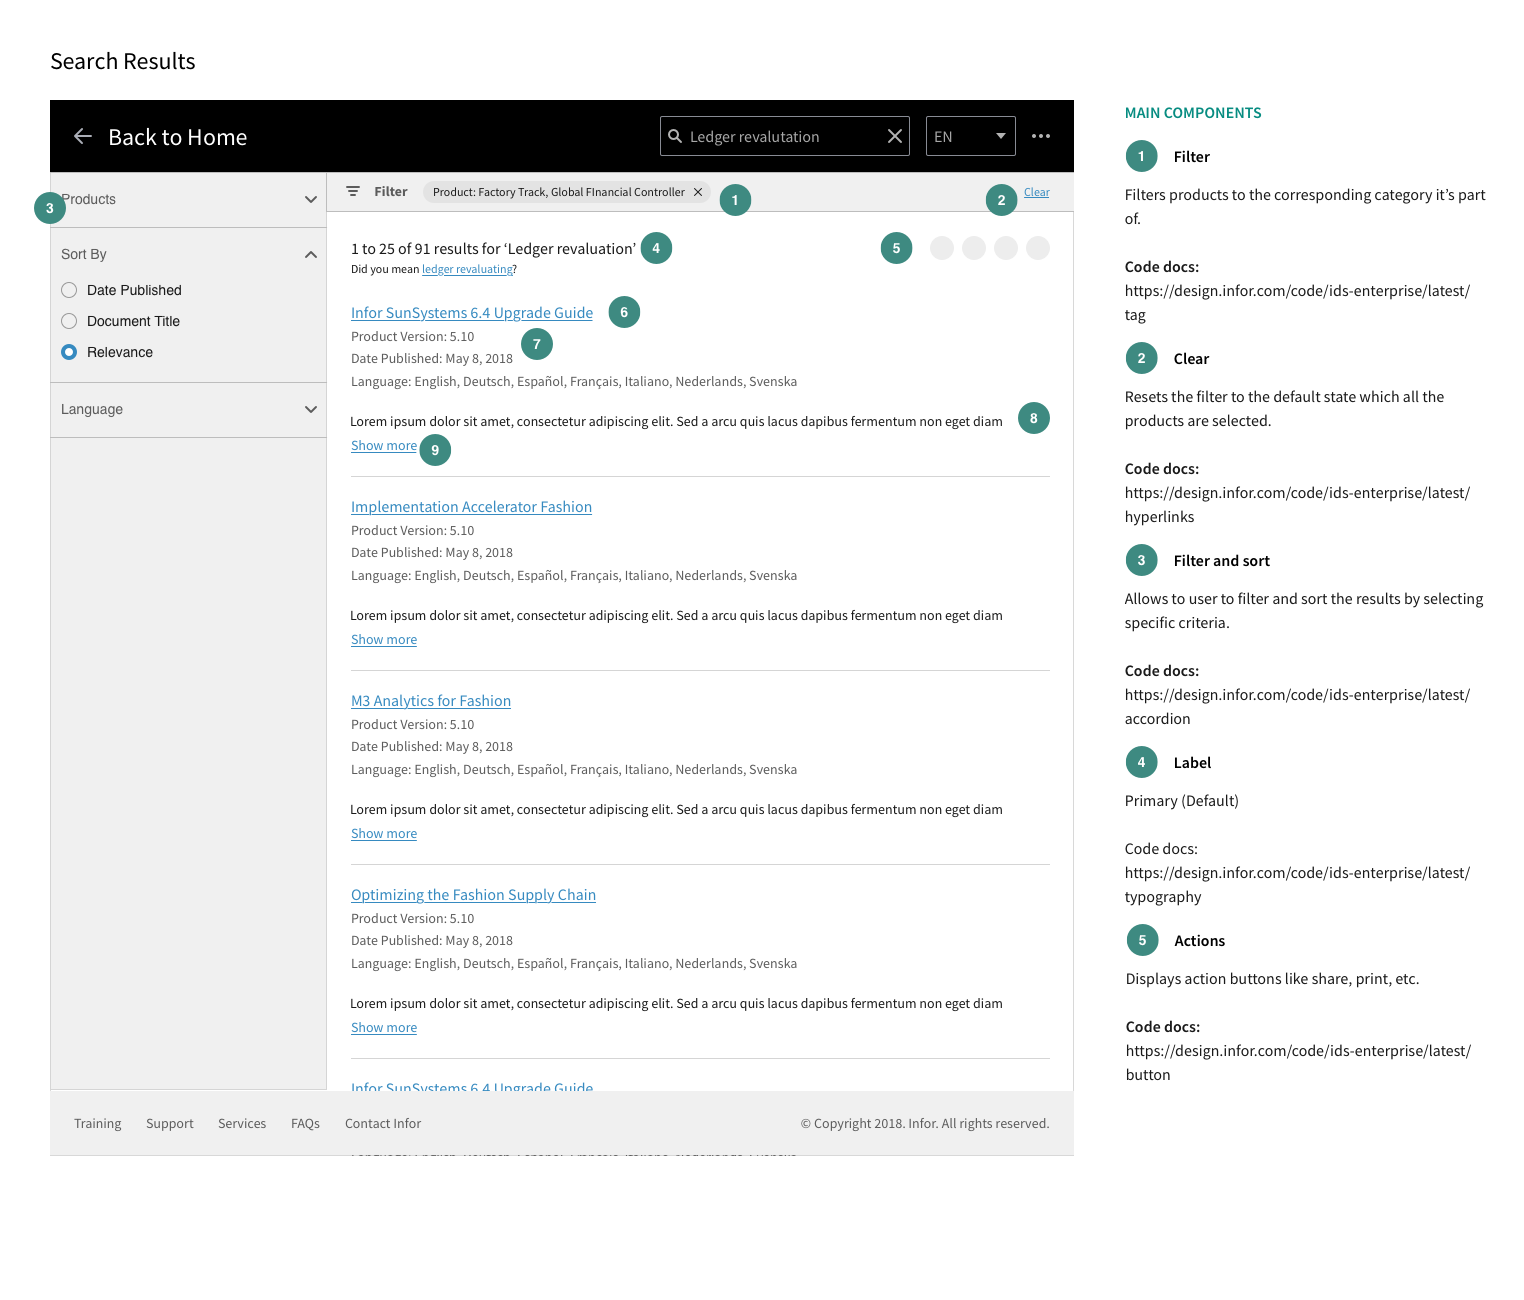 Search Results
Back to Home
Ledger revalutation
EN
3
Products
Sort By
Date Published
Document Title
Relevance
Language
Filter
Product: Factory Track, Global FInancial Controller
1
2
Clear
1 to 25 of 91 results for ‘Ledger revaluation’
4
5
Did you mean ledger revaluating?
Infor SunSystems 6.4 Upgrade Guide
6
Product Version: 5.10
7
Date Published: May 8, 2018
Language: English, Deutsch, Español, Français, Italiano, Nederlands, Svenska
Lorem ipsum dolor sit amet, consectetur adipiscing elit. Sed a arcu quis lacus dapibus fermentum non eget diam
8
Show more
9
Implementation Accelerator Fashion
Product Version: 5.10
Date Published: May 8, 2018
Language: English, Deutsch, Español, Français, Italiano, Nederlands, Svenska
Lorem ipsum dolor sit amet, consectetur adipiscing elit. Sed a arcu quis lacus dapibus fermentum non eget diam
Show more
M3 Analytics for Fashion
Product Version: 5.10
Date Published: May 8, 2018
Language: English, Deutsch, Español, Français, Italiano, Nederlands, Svenska
Lorem ipsum dolor sit amet, consectetur adipiscing elit. Sed a arcu quis lacus dapibus fermentum non eget diam
Show more
Optimizing the Fashion Supply Chain
Product Version: 5.10
Date Published: May 8, 2018
Language: English, Deutsch, Español, Français, Italiano, Nederlands, Svenska
Lorem ipsum dolor sit amet, consectetur adipiscing elit. Sed a arcu quis lacus dapibus fermentum non eget diam
Show more
Infor SunSystems 6.4 Upgrade Guide
Training
Support
Services
FAQs
Contact Infor
© Copyright 2018. Infor. All rights reserved.
MAIN COMPONENTS
1 Filter
Filters products to the corresponding category it’s part
of.
Code docs:
https://design.infor.com/code/ids-enterprise/latest/
tag
2 Clear
Resets the filter to the default state which all the
products are selected.
Code docs:
https://design.infor.com/code/ids-enterprise/latest/
hyperlinks
3 Filter and sort
Allows to user to filter and sort the results by selecting
specific criteria.
Code docs:
https://design.infor.com/code/ids-enterprise/latest/
accordion
4 Label
Primary (Default)
Code docs:
https://design.infor.com/code/ids-enterprise/latest/
typography
5 Actions
Displays action buttons like share, print, etc.
Code docs:
https://design.infor.com/code/ids-enterprise/latest/
button